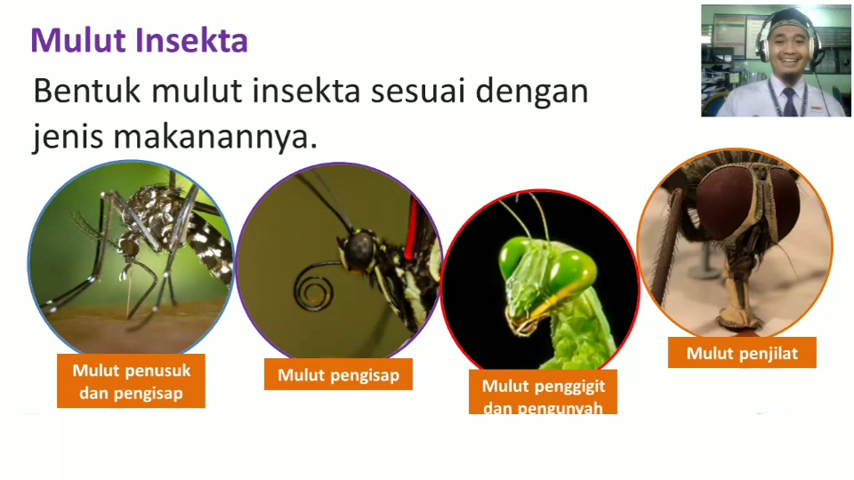 Mulut Insekta
Bentuk mulut insekta sesuai dengan
jenis makanannya.
Mulut penusuk
dan pengisap
Mulut pengisap
Mulut penggigit
dan pengunyah
Mulut penjilat